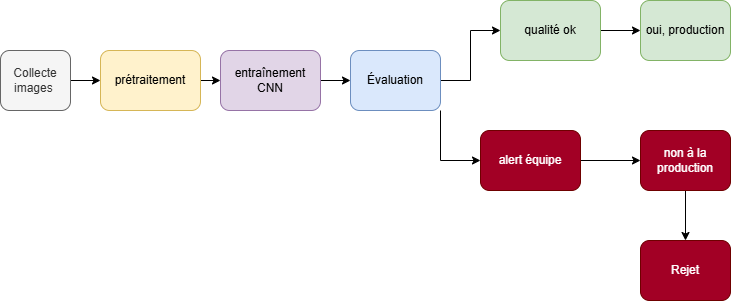 Collecte
images
prétraitement
entraînement
CNN
Évaluation
qualité ok
oui, production
alert équipe
non à la
production
Rejet